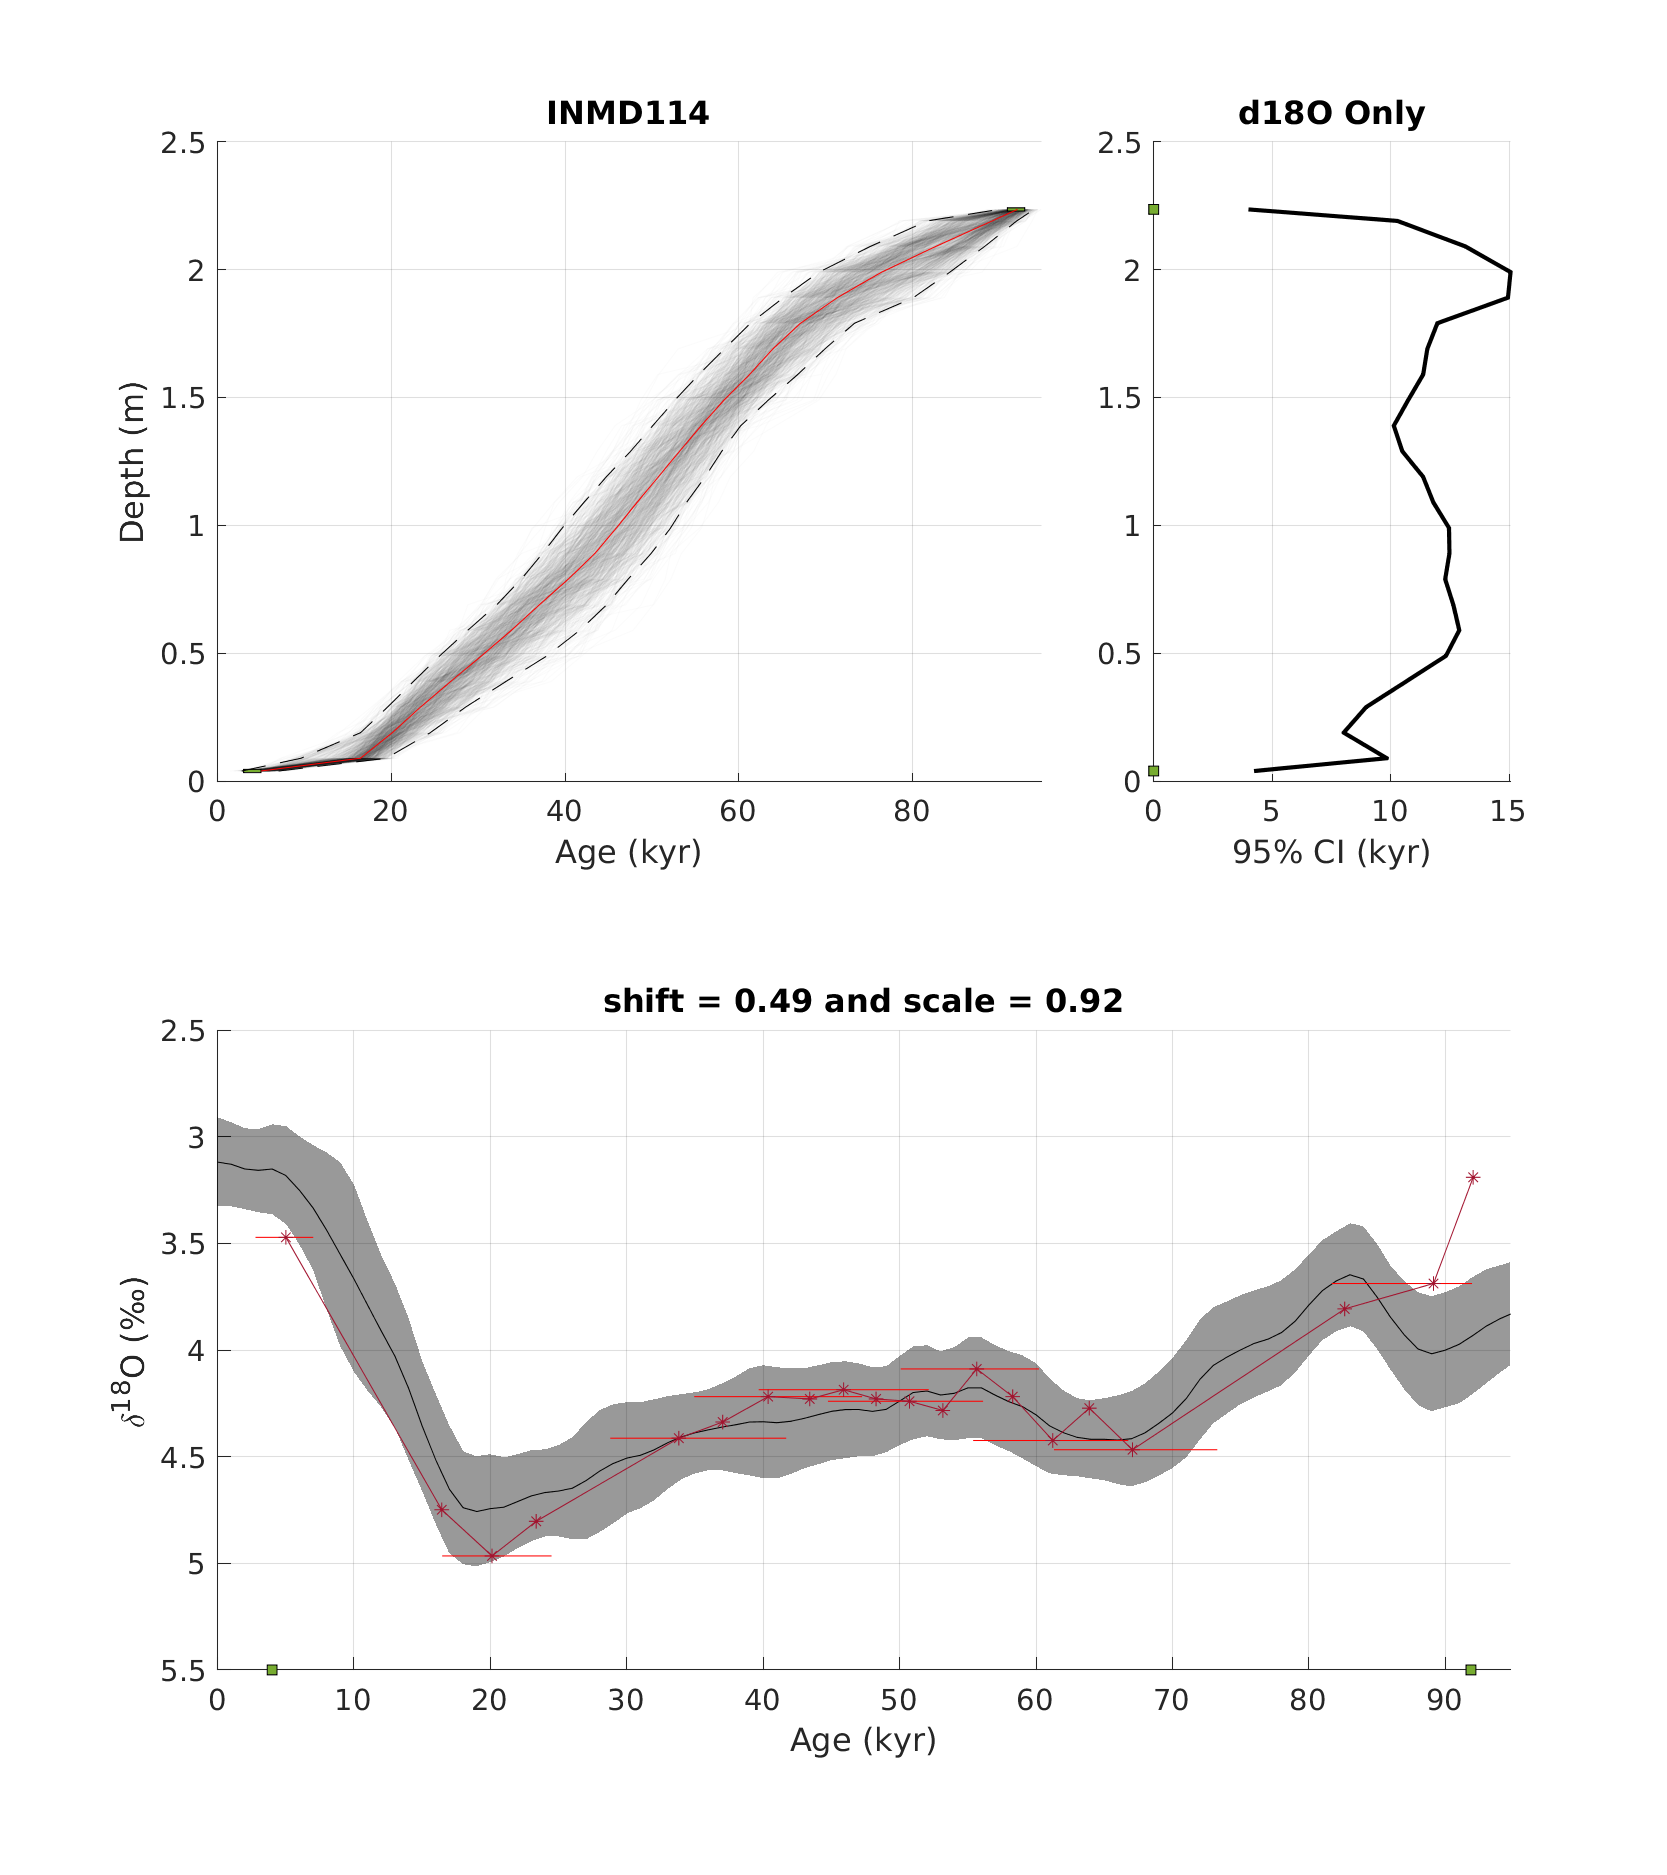 INMD114
2.5
2
1.5
1
0.5
0
Depth (m)
0 20 40 60 80
Age (kyr)
d18O Only
2.5
2
1.5
1
0.5
0
0 5 10 15
95% CI (kyr)
shift = 0.49 and scale = 0.92
2.5
3
3.5
4
4.5
5
5.5
δ¹⁸O (‰)
0 10 20 30 40 50 60 70 80 90
Age (kyr)